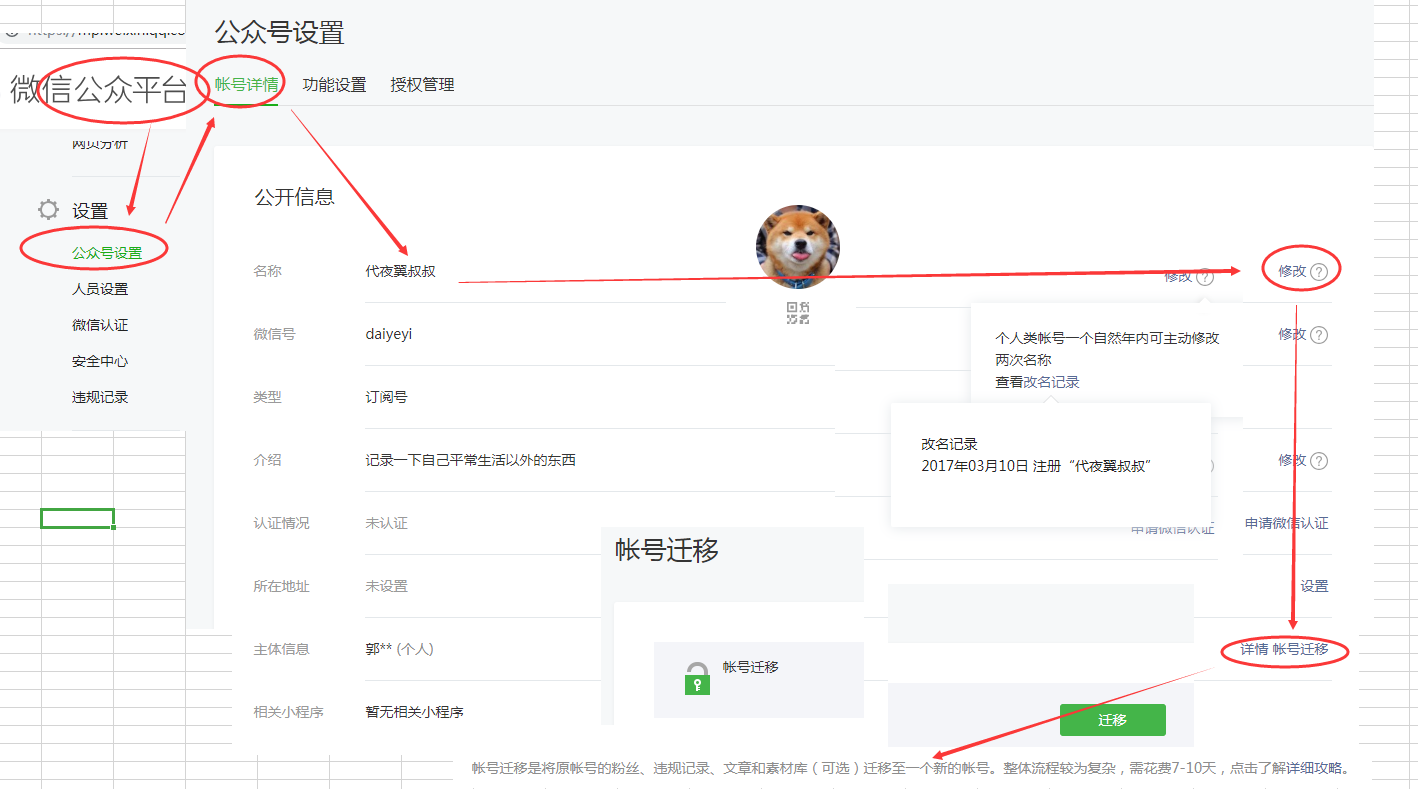 公众号设置
微信公众平台
帐号详情 功能设置 授权管理
网页分析
设置
公众号设置
人员设置
微信认证
安全中心
违规记录
公开信息
名称 代夜翼叔叔 修改 修改
微信号 daiyeyi 修改
个人类帐号一个自然年内可主动修改
两次名称
查看改名记录
类型 订阅号
改名记录
2017年03月10日 注册“代夜翼叔叔”
介绍 记录一下自己平常生活以外的东西 修改
认证情况 未认证 申请微信认证 申请微信认证
所在地址 未设置 设置
主体信息 郭** (个人) 详情 帐号迁移
相关小程序 暂无相关小程序
帐号迁移
帐号迁移
迁移
帐号迁移是将原帐号的粉丝、违规记录、文章和素材库（可选）迁移至一个新的帐号。整体流程较为复杂，需花费7-10天，点击了解详细攻略。